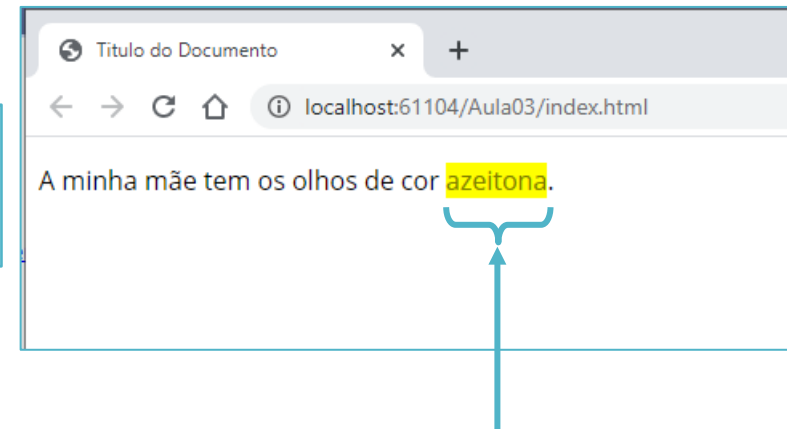 Titulo do Documento
localhost:61104/Aula03/index.html
A minha mãe tem os olhos de cor azeitona.